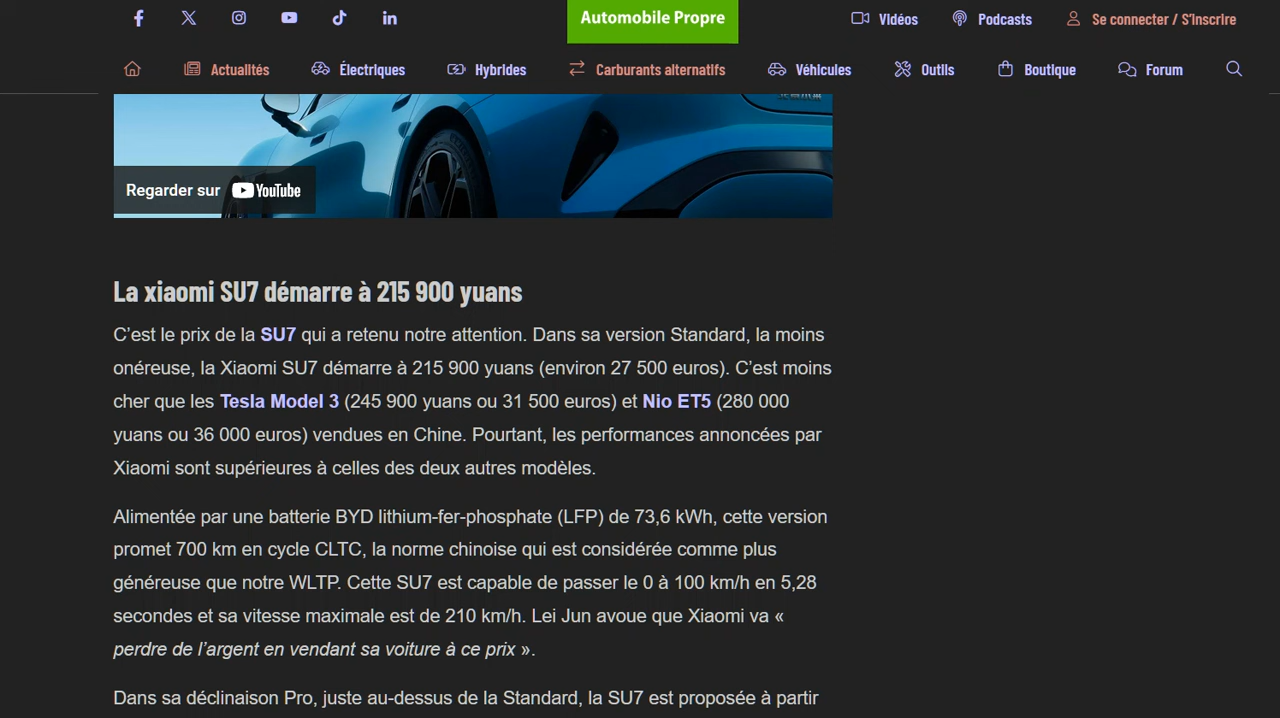 Automobile Propre
VIdéos
Podcasts
Se connecter / S'inscrire
Actualités
Électriques
Hybrides
Carburants alternatifs
Véhicules
Outils
Boutique
Forum
Regarder sur YouTube
La xiaomi SU7 démarre à 215 900 yuans
C’est le prix de la SU7 qui a retenu notre attention. Dans sa version Standard, la moins
onéreuse, la Xiaomi SU7 démarre à 215 900 yuans (environ 27 500 euros). C’est moins
cher que les Tesla Model 3 (245 900 yuans ou 31 500 euros) et Nio ET5 (280 000
yuans ou 36 000 euros) vendues en Chine. Pourtant, les performances annoncées par
Xiaomi sont supérieures à celles des deux autres modèles.
Alimentée par une batterie BYD lithium-fer-phosphate (LFP) de 73,6 kWh, cette version
promet 700 km en cycle CLTC, la norme chinoise qui est considérée comme plus
généreuse que notre WLTP. Cette SU7 est capable de passer le 0 à 100 km/h en 5,28
secondes et sa vitesse maximale est de 210 km/h. Lei Jun avoue que Xiaomi va «
perdre de l’argent en vendant sa voiture à ce prix ».
Dans sa déclinaison Pro, juste au-dessus de la Standard, la SU7 est proposée à partir